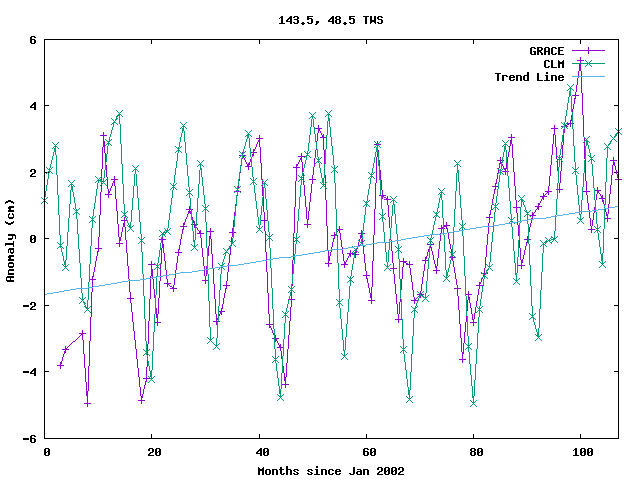 143.5, 48.5 TWS
GRACE
CLM
Trend Line
6
4
2
0
-2
-4
-6
Anomaly (cm)
0 20 40 60 80 100
Months since Jan 2002